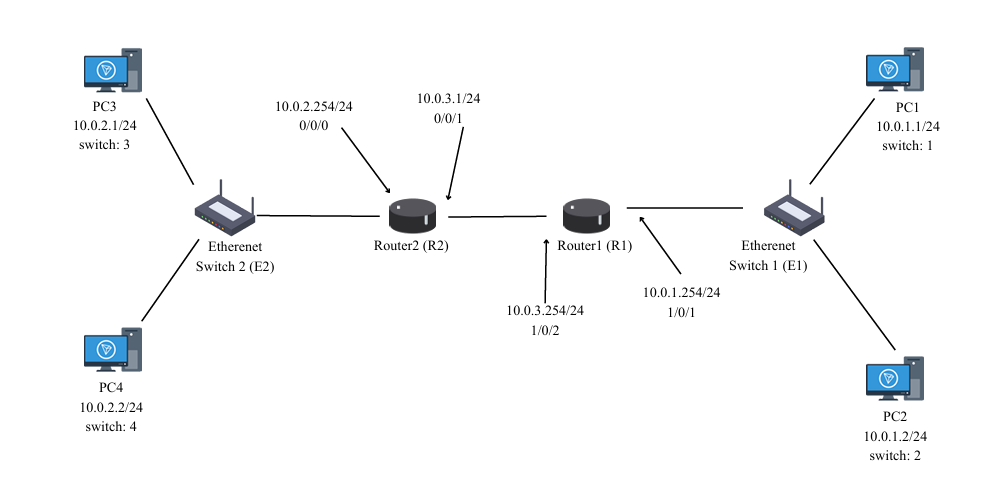 PC3
10.0.2.1/24
switch: 3
10.0.2.254/24
0/0/0
10.0.3.1/24
0/0/1
PC1
10.0.1.1/24
switch: 1
Etherenet
Switch 2 (E2)
Router2 (R2)
Router1 (R1)
Etherenet
Switch 1 (E1)
10.0.3.254/24
1/0/2
10.0.1.254/24
1/0/1
PC4
10.0.2.2/24
switch: 4
PC2
10.0.1.2/24
switch: 2